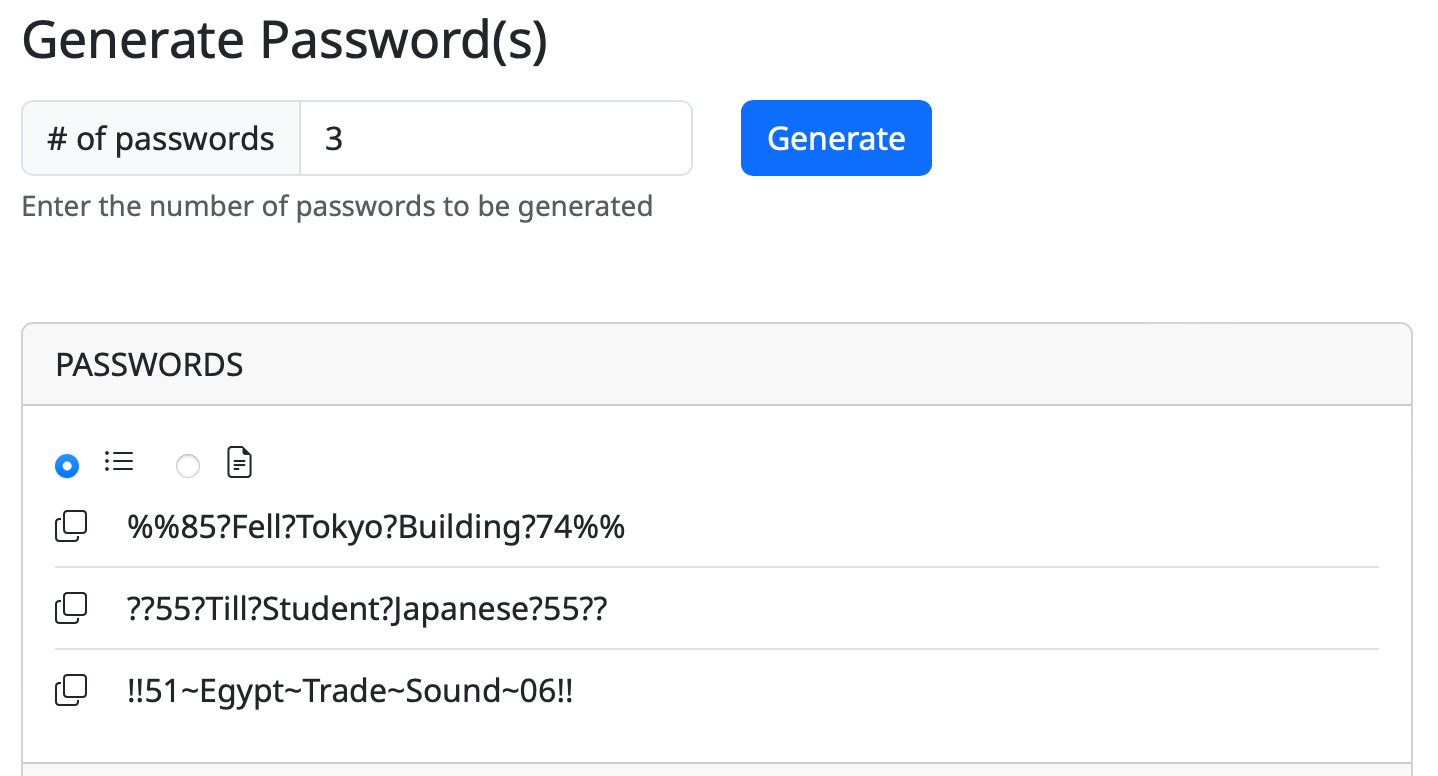 Generate Password(s)
# of passwords 3 Generate
Enter the number of passwords to be generated
PASSWORDS
%%85?Fell?Tokyo?Building?74%%
??55?Till?Student?Japanese?55??
!!51~Egypt~Trade~Sound~06!!